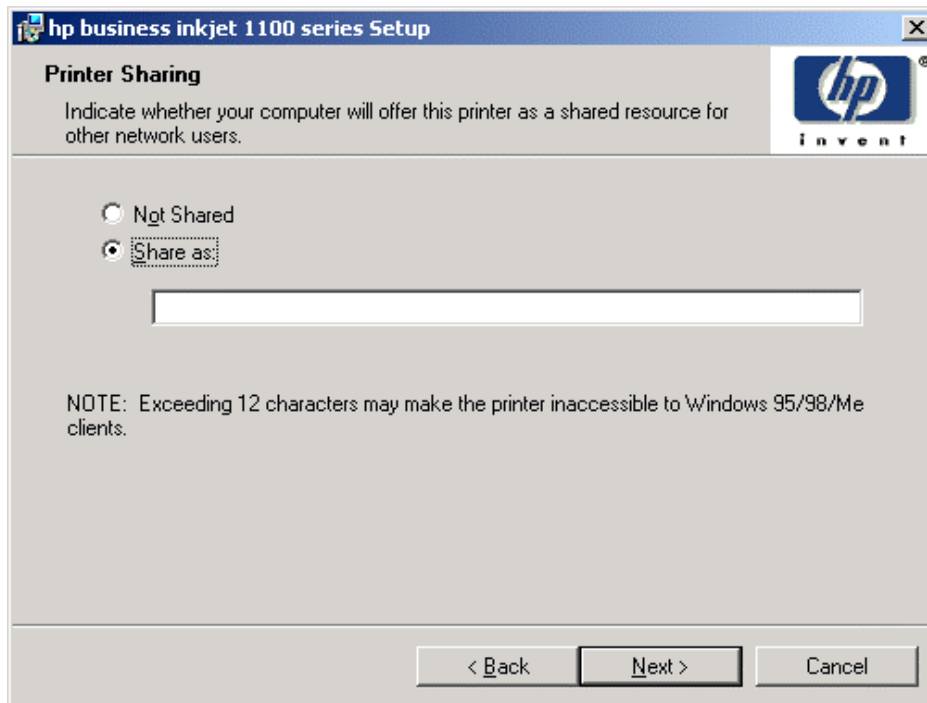 hp business inkjet 1100 series Setup
Printer Sharing
Indicate whether your computer will offer this printer as a shared resource for
other network users.
hp
®
invent
Not Shared
Share as:
NOTE: Exceeding 12 characters may make the printer inaccessible to Windows 95/98/Me
clients.
< Back
Next >
Cancel